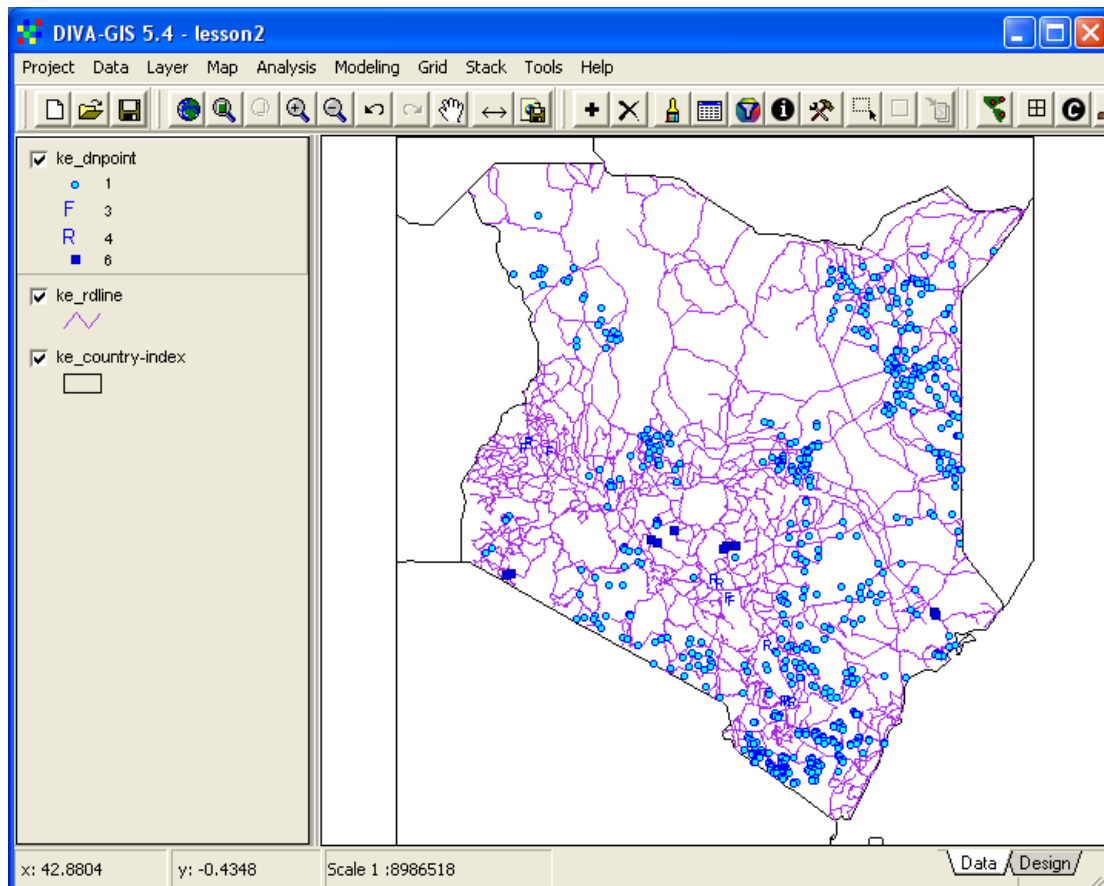 DIVA-GIS 5.4 - lesson2
Project Data Layer Map Analysis Modeling Grid Stack Tools Help
ke_dnpoint
1
F 3
R 4
6
ke_rdline
ke_country-index
F
F
F
R
R
F
F
R
R
x: 42.8804 y: -0.4348 Scale 1 :8986518 Data Design